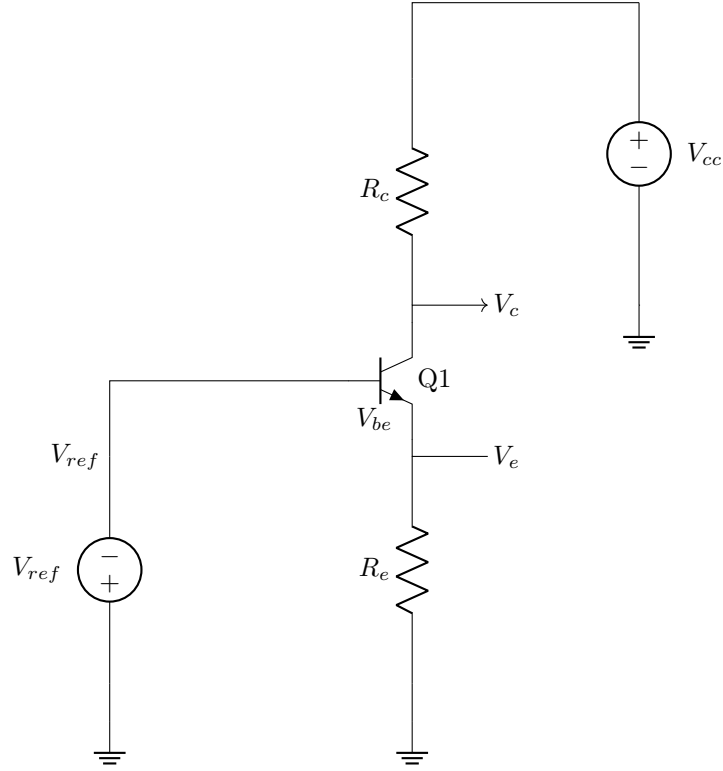 R_c
+
−
V_cc
V_c
Q1
V_be
V_ref
V_e
V_ref
−
+
R_e